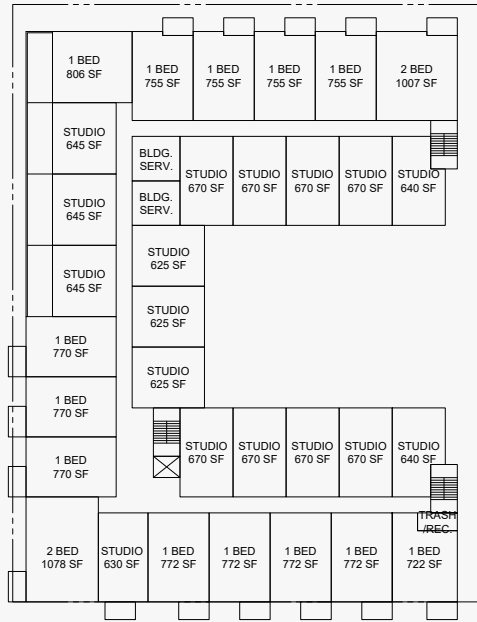 1 BED
806 SF
1 BED
755 SF
1 BED
755 SF
1 BED
755 SF
1 BED
755 SF
2 BED
1007 SF
STUDIO
645 SF
BLDG.
SERV.
STUDIO
670 SF
STUDIO
670 SF
STUDIO
670 SF
STUDIO
670 SF
STUDIO
640 SF
STUDIO
645 SF
BLDG.
SERV.
STUDIO
625 SF
STUDIO
645 SF
STUDIO
625 SF
1 BED
770 SF
STUDIO
625 SF
1 BED
770 SF
STUDIO
670 SF
STUDIO
670 SF
STUDIO
670 SF
STUDIO
670 SF
STUDIO
640 SF
1 BED
770 SF
TRASH
/REC.
2 BED
1078 SF
STUDIO
630 SF
1 BED
772 SF
1 BED
772 SF
1 BED
772 SF
1 BED
772 SF
1 BED
722 SF